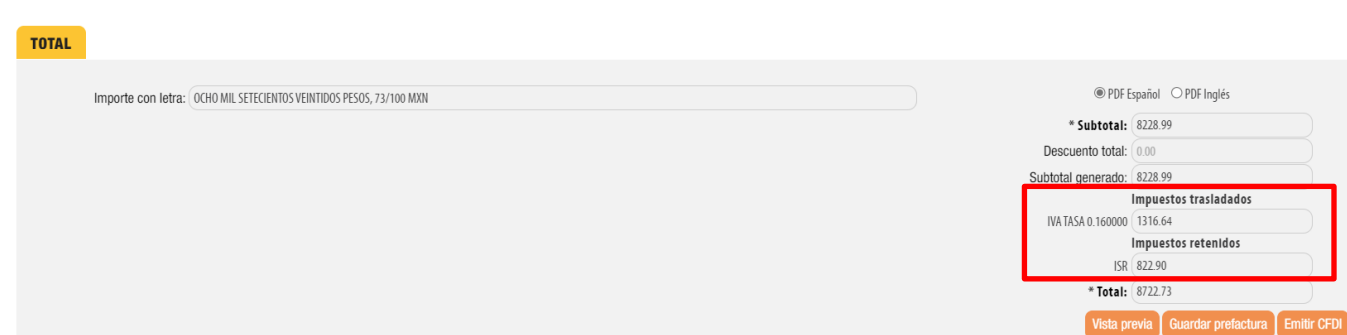 TOTAL
Importe con letra: OCHO MIL SETECIENTOS VEINTIDOS PESOS, 73/100 MXN
PDF Español PDF Inglés
* Subtotal: 8228.99
Descuento total: 0.00
Subtotal generado: 8228.99
Impuestos trasladados
IVA TASA 0.160000 1316.64
Impuestos retenidos
ISR 822.90
* Total: 8722.73
Vista previa Guardar prefactura Emitir CFDI